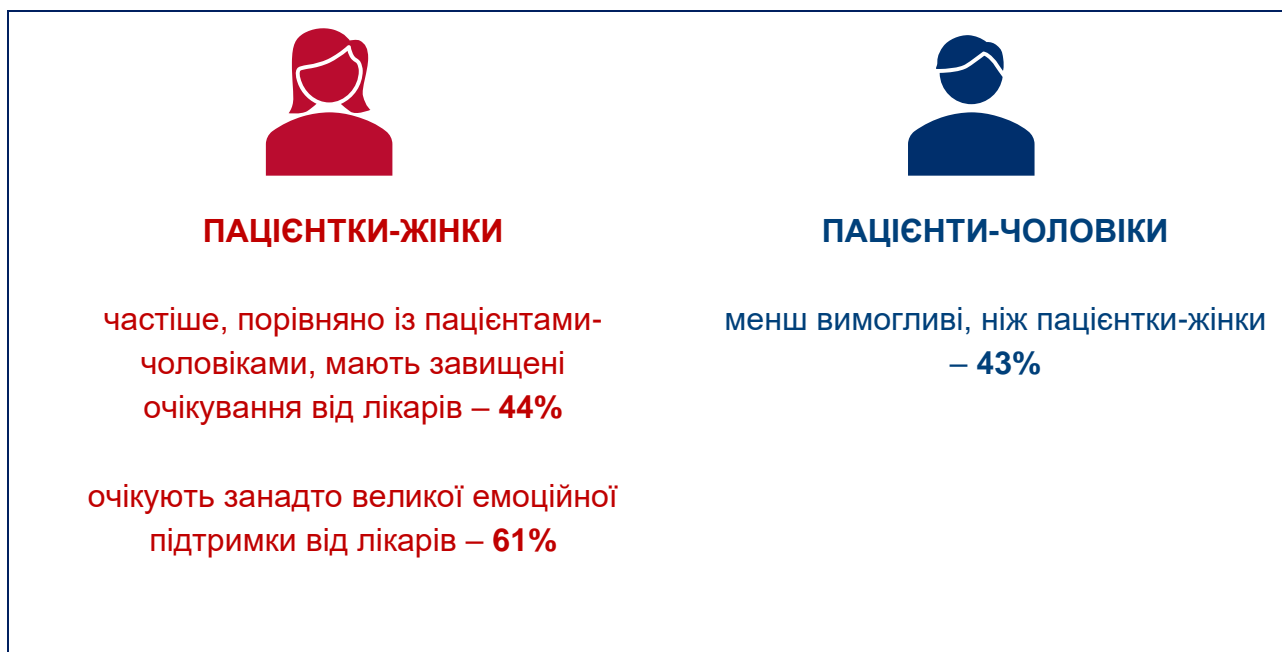 ПАЦІЄНТКИ-ЖІНКИ
частіше, порівняно із пацієнтами-
чоловіками, мають завищені
очікування від лікарів – 44%
очікують занадто великої емоційної
підтримки від лікарів – 61%
ПАЦІЄНТИ-ЧОЛОВІКИ
менш вимогливі, ніж пацієнтки-жінки
– 43%